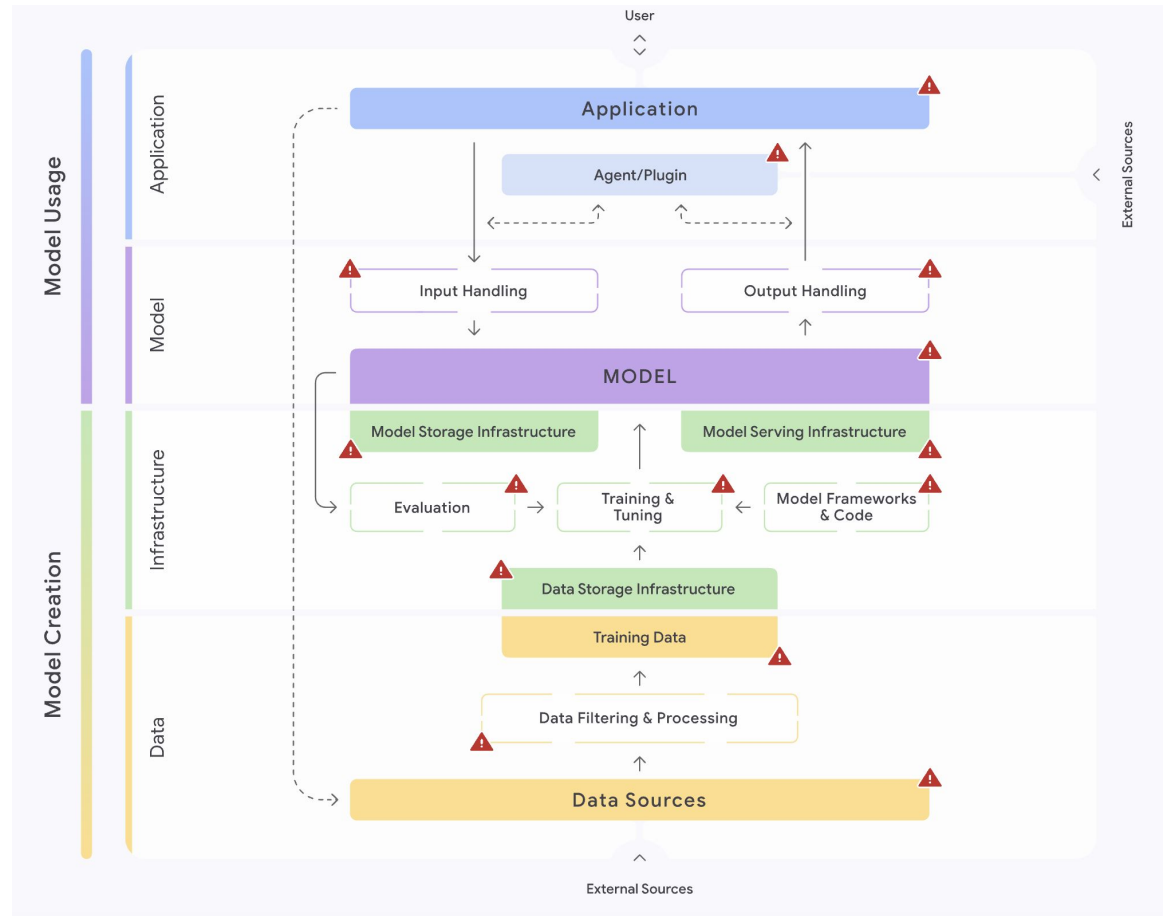 User
Application
Agent/Plugin
External Sources
Model Usage
Application
Input Handling
Output Handling
Model
MODEL
Model Storage Infrastructure
Model Serving Infrastructure
Infrastructure
Evaluation
Training &
Tuning
Model Frameworks
& Code
Data Storage Infrastructure
Model Creation
Training Data
Data Filtering & Processing
Data
Data Sources
External Sources